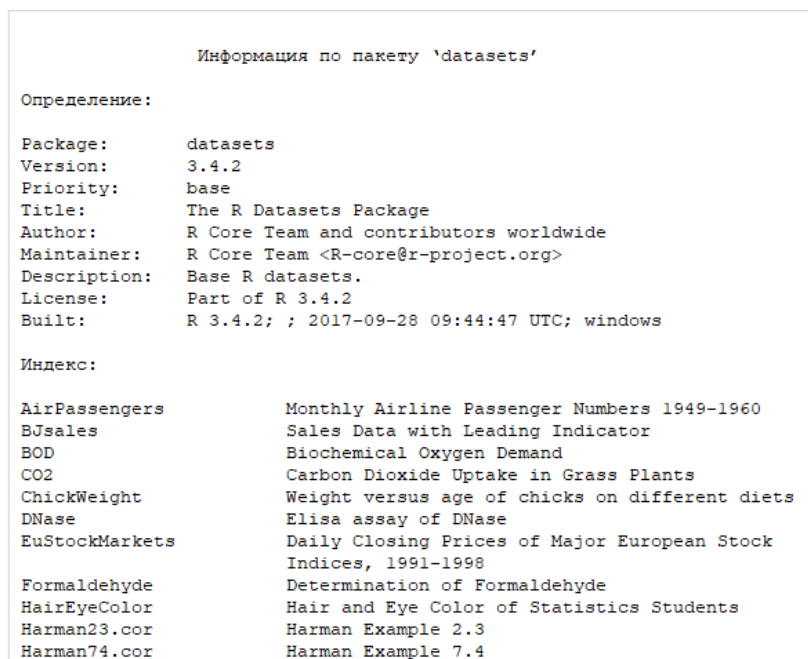 Информация по пакету ‘datasets’
Определение:
Package: datasets
Version: 3.4.2
Priority: base
Title: The R Datasets Package
Author: R Core Team and contributors worldwide
Maintainer: R Core Team <R-core@r-project.org>
Description: Base R datasets.
License: Part of R 3.4.2
Built: R 3.4.2; ; 2017-09-28 09:44:47 UTC; windows
Индекс:
AirPassengers Monthly Airline Passenger Numbers 1949-1960
BJsales Sales Data with Leading Indicator
BOD Biochemical Oxygen Demand
CO2 Carbon Dioxide Uptake in Grass Plants
ChickWeight Weight versus age of chicks on different diets
DNase Elisa assay of DNase
EuStockMarkets Daily Closing Prices of Major European Stock
Indices, 1991-1998
Formaldehyde Determination of Formaldehyde
HairEyeColor Hair and Eye Color of Statistics Students
Harman23.cor Harman Example 2.3
Harman74.cor Harman Example 7.4